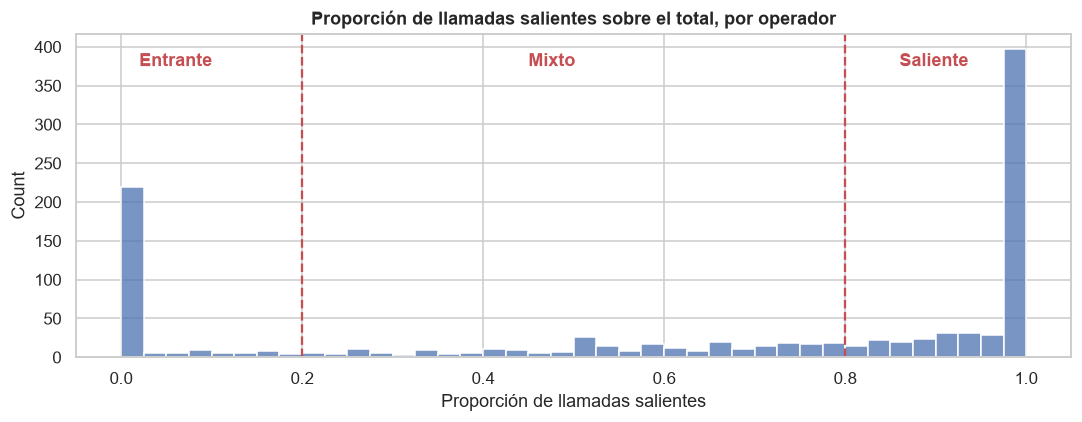 Proporción de llamadas salientes sobre el total, por operador
Entrante
Mixto
Saliente
400
350
300
250
200
150
100
50
0
Count
0.0
0.2
0.4
0.6
0.8
1.0
Proporción de llamadas salientes